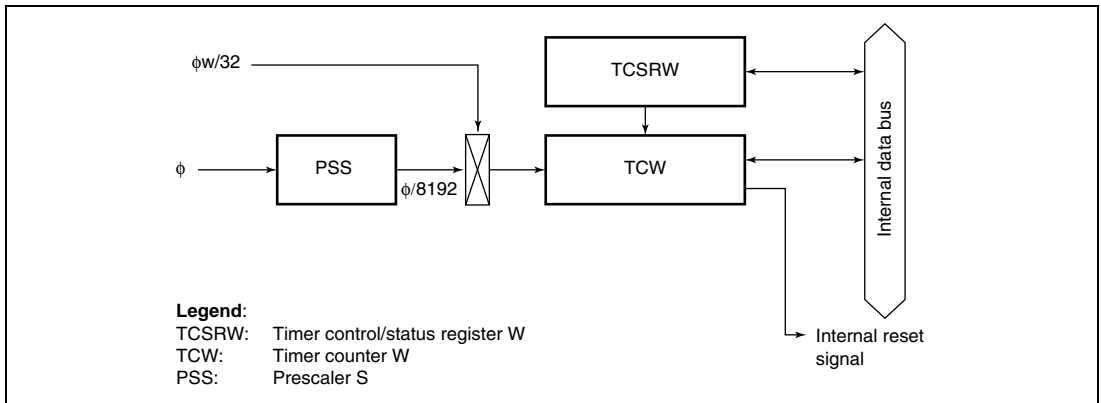 φw/32
TCSRW
φ
PSS
φ/8192
TCW
Internal data bus
Legend:
TCSRW: Timer control/status register W
TCW: Timer counter W
PSS: Prescaler S
Internal reset
signal